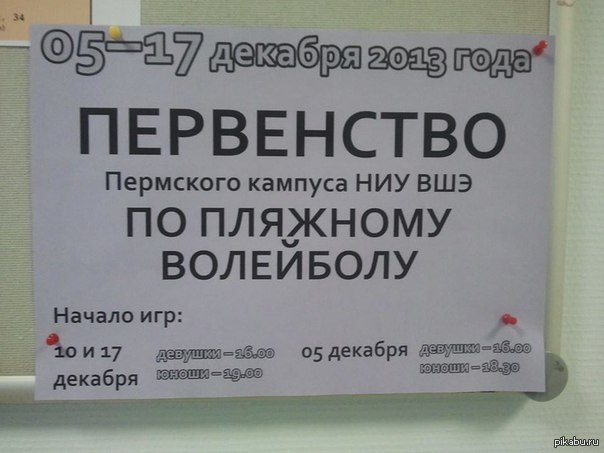 , 34
05—17 декабря 2013 года
ПЕРВЕНСТВО
Пермского кампуса НИУ ВШЭ
ПО ПЛЯЖНОМУ
ВОЛЕЙБОЛУ
Начало игр:
10 и 17 декабря
девушки – 16.00
юноши – 19.00
05 декабря
девушки – 16.00
юноши – 18.30
pikabu.ru